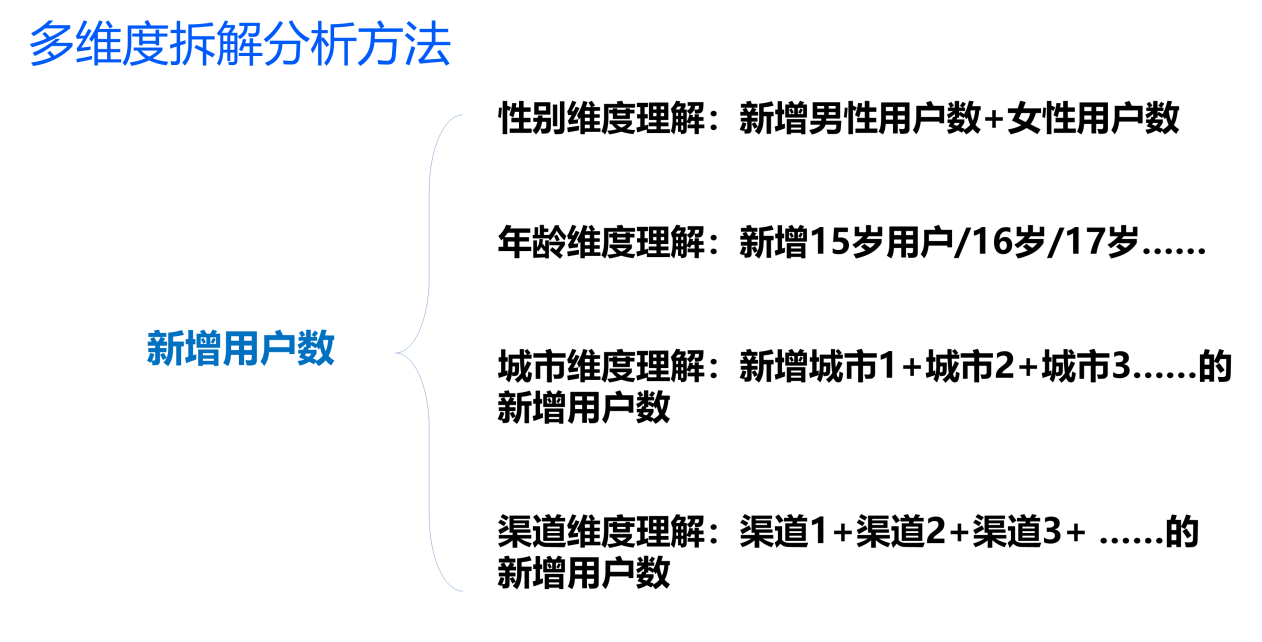 多维度拆解分析方法
性别维度理解：新增男性用户数+女性用户数
年龄维度理解：新增15岁用户/16岁/17岁……
新增用户数
城市维度理解：新增城市1+城市2+城市3……的
新增用户数
渠道维度理解：渠道1+渠道2+渠道3+ ……的
新增用户数